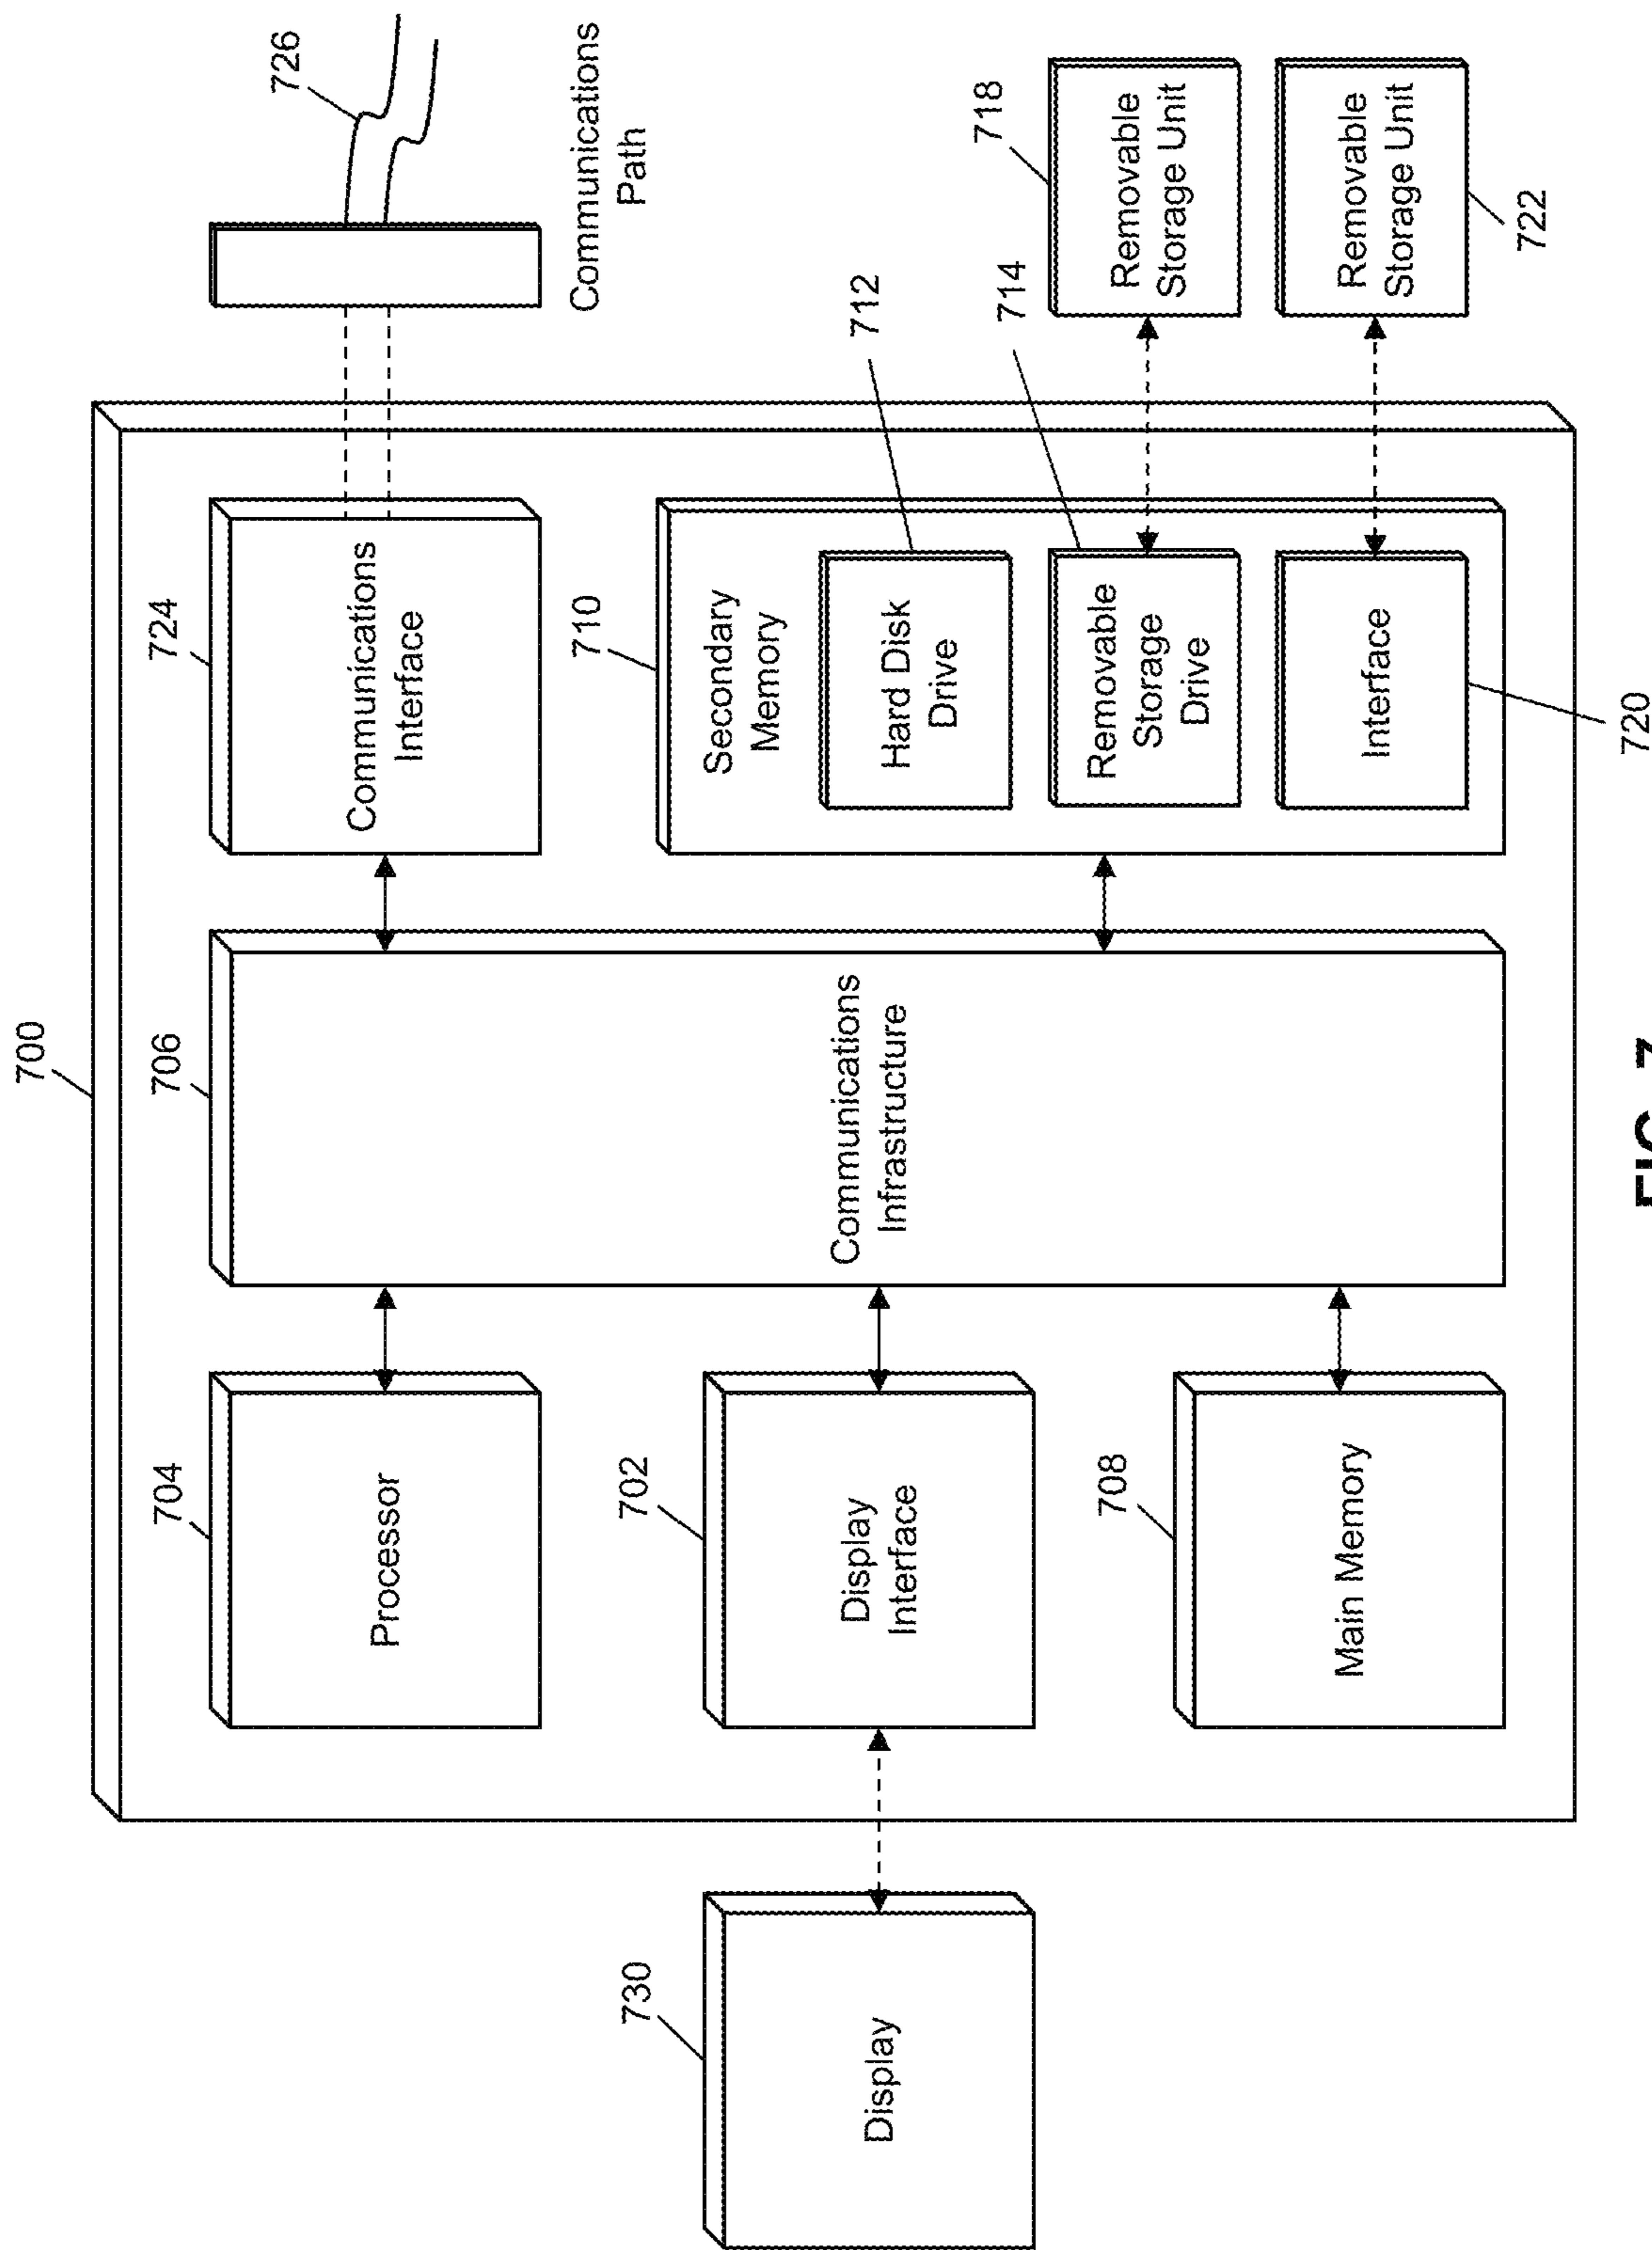 700
704
Processor
706
724
Communications
Interface
726
Communications
Path
730
Display
702
Display
Interface
Communications
Infrastructure
710
Secondary
Memory
712
Hard Disk
Drive
708
Main Memory
714
Removable
Storage
Drive
718
Removable
Storage Unit
Interface
720
Removable
Storage Unit
722
FIG. 7